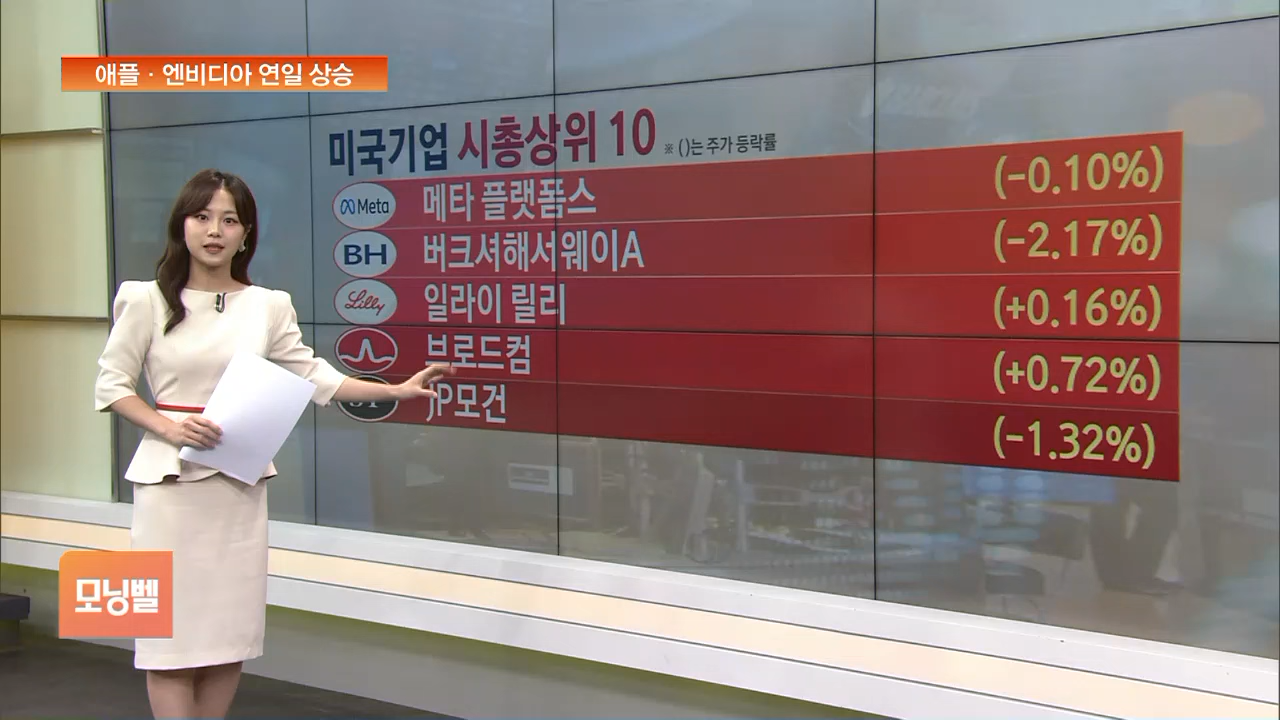 애플 · 엔비디아 연일 상승
미국기업 시총상위 10 ※ ()는 주가 등락률
Meta 메타 플랫폼스 (-0.10%)
BH 버크셔해서웨이A (-2.17%)
Lilly 일라이 릴리 (+0.16%)
브로드컴 (+0.72%)
JP모건 (-1.32%)
모닝벨